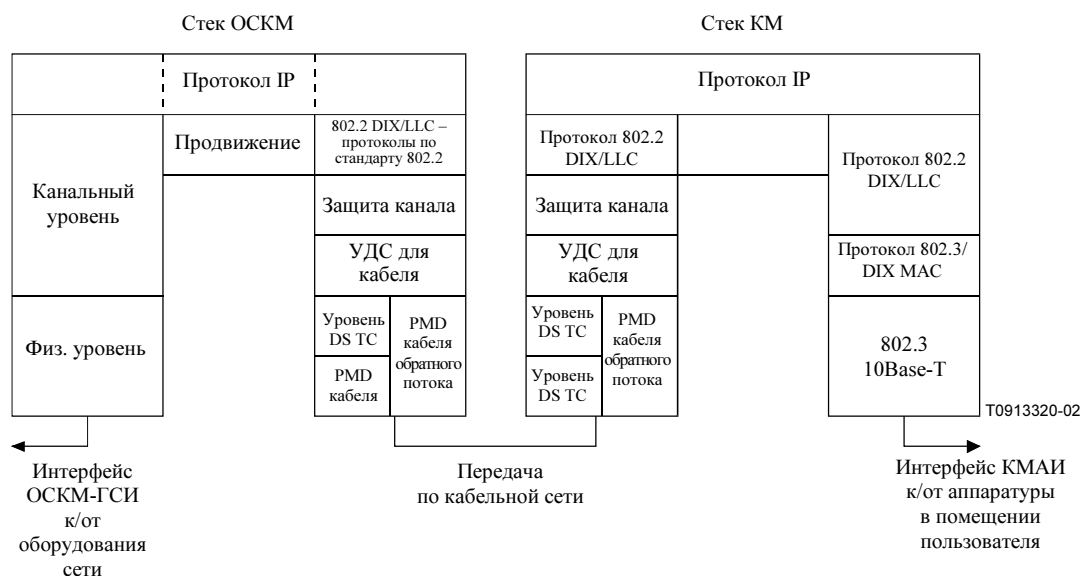 Стек ОСКМ
Стек КМ
Протокол IP
Протокол IP
Канальный
уровень
Продвижение
802.2 DIX/LLC –
протоколы по
стандарту 802.2
Защита канала
УДС для
кабеля
Протокол 802.2
DIX/LLC
Защита канала
УДС для
кабеля
Протокол 802.2
DIX/LLC
Протокол 802.3/
DIX MAC
Физ. уровень
Уровень
DS TC
PMD
кабеля
PMD
кабеля
обратного
потока
Уровень
DS TC
Уровень
DS TC
PMD
кабеля
обратного
потока
802.3
10Base-T
T0913320-02
Интерфейс
ОСКМ-ГСИ
к/от
оборудования
сети
Передача
по кабельной сети
Интерфейс КМАИ
к/от аппаратуры
в помещении
пользователя